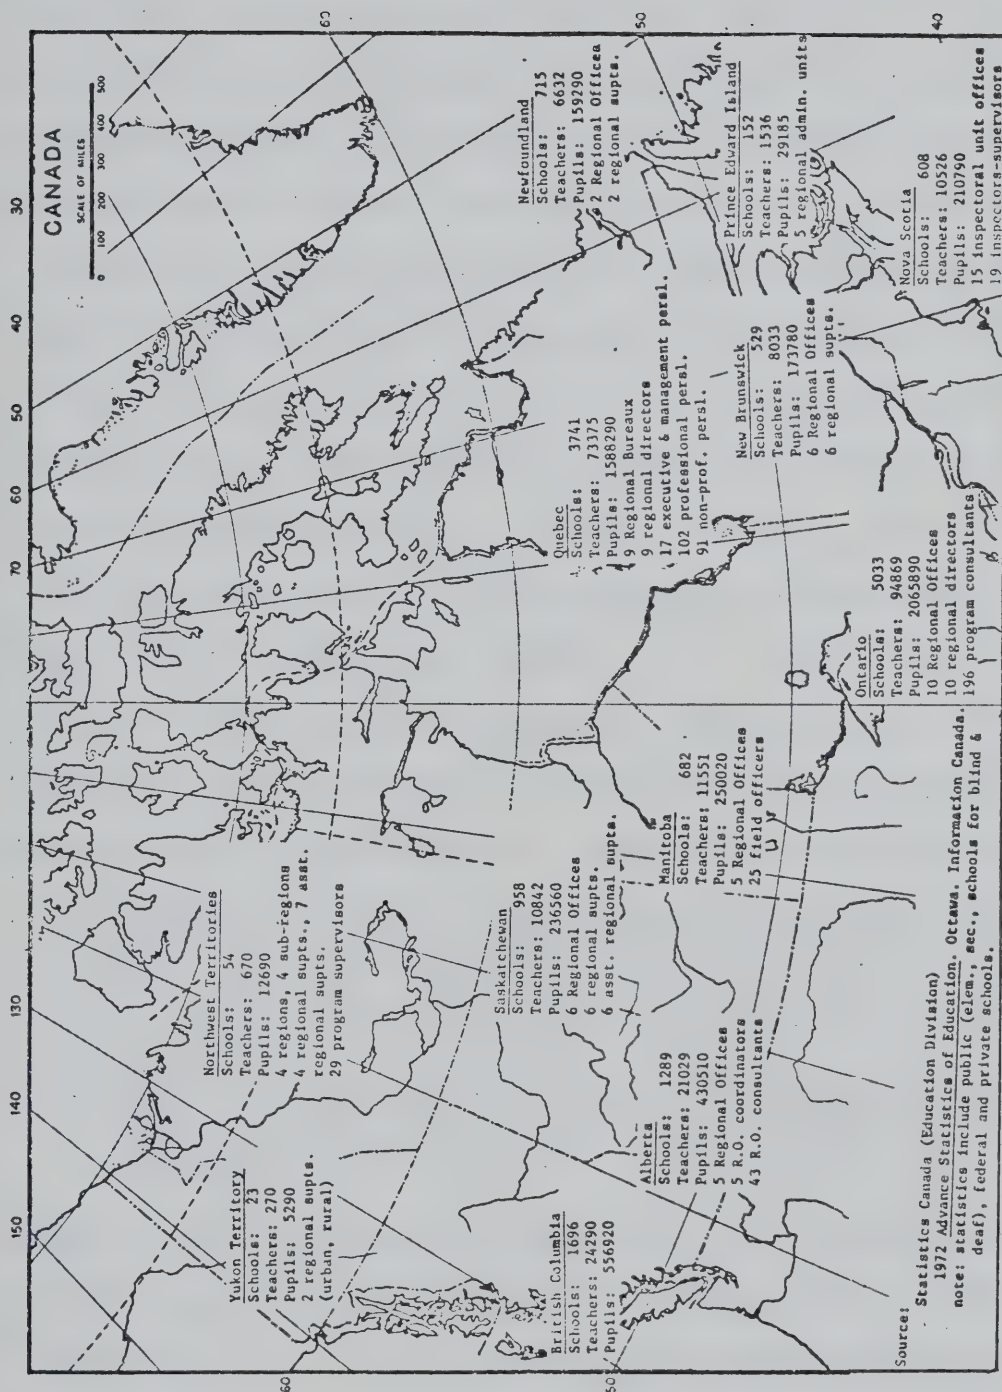 CANADA
SCALE OF MILES
0 100 200 300 400 500
150
140
130
70
60
50
40
30
60
50
40
60
50
Yukon Territory
Schools: 23
Teachers: 270
Pupils: 5290
2 regional supts.
(urban, rural)
Northwest Territories
Schools: 54
Teachers: 670
Pupils: 12690
4 regions, 4 sub-regions
4 regional supts., 7 asst.
regional supts.
29 program supervisors
British Columbia
Schools: 1696
Teachers: 24290
Pupils: 556920
Alberta
Schools: 1289
Teachers: 21029
Pupils: 430510
5 Regional Offices
5 R.O. coordinators
43 R.O. consultants
Saskatchewan
Schools: 958
Teachers: 10842
Pupils: 236560
6 Regional Offices
6 regional supts.
6 asst. regional supts.
Manitoba
Schools: 682
Teachers: 11551
Pupils: 250020
5 Regional Offices
25 field officers
Ontario
Schools: 5033
Teachers: 94869
Pupils: 2065890
10 Regional Offices
10 regional directors
196 program consultants
Quebec
Schools: 3741
Teachers: 73375
Pupils: 1588290
9 Regional Bureaux
9 regional directors
17 executive & management persl.
102 professional persl.
91 non-prof. persl.
Newfoundland
Schools: 715
Teachers: 6632
Pupils: 159290
2 Regional Offices
2 regional supts.
Prince Edward Island
Schools: 152
Teachers: 1536
Pupils: 29185
5 regional admin. units
New Brunswick
Schools: 529
Teachers: 8033
Pupils: 173780
6 Regional Offices
6 regional supts.
Nova Scotia
Schools: 608
Teachers: 10526
Pupils: 210790
15 inspectoral unit offices
19 inspectors-supervisors
Source:
Statistics Canada (Education Division)
1972 Advance Statistics of Education. Ottawa. Information Canada.
note: statistics include public (elem., sec., schools for blind &
deaf), federal and private schools.